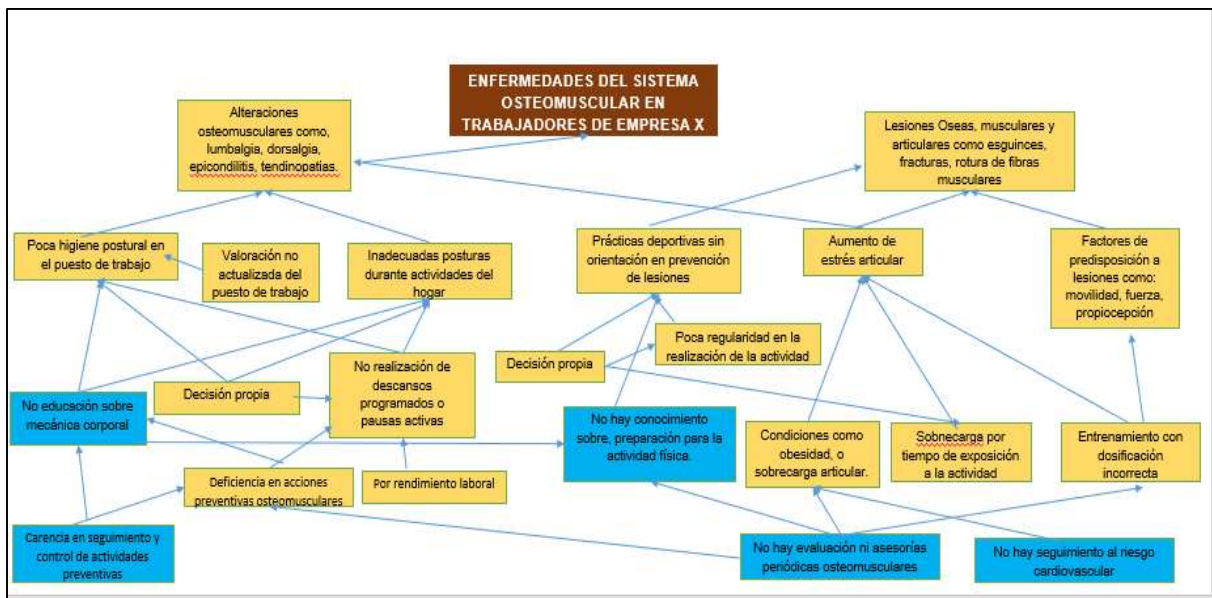 ENFERMEDADES DEL SISTEMA
OSTEOMUSCULAR EN
TRABAJADORES DE EMPRESA X
Alteraciones
osteomusculares como,
lumbalgia, dorsalgia,
epicondilitis, tendinopatías.
Lesiones Oseas, musculares y
articulares como esguinces,
fracturas, rotura de fibras
musculares
Poca higiene postural en
el puesto de trabajo
Valoración no
actualizada del
puesto de trabajo
Inadecuadas posturas
durante actividades del
hogar
Prácticas deportivas sin
orientación en prevención
de lesiones
Aumento de
estrés articular
Factores de
predisposición a
lesiones como:
movilidad, fuerza,
propiocepción
Poca regularidad en la
realización de la actividad
Decisión propia
No realización de
descansos
programados o
pausas activas
Decisión propia
No educación sobre
mecánica corporal
No hay conocimiento
sobre, preparación para la
actividad física.
Condiciones como
obesidad, o
sobrecarga articular.
Sobnecarga por
tiempo de exposición
a la actividad
Entrenamiento con
dosificación
incorrecta
Deficiencia en acciones
preventivas osteomusculares
Por rendimiento laboral
Carencia en seguimiento y
control de actividades
preventivas
No hay evaluación ni asesorías
periódicas osteomusculares
No hay seguimiento al riesgo
cardiovascular